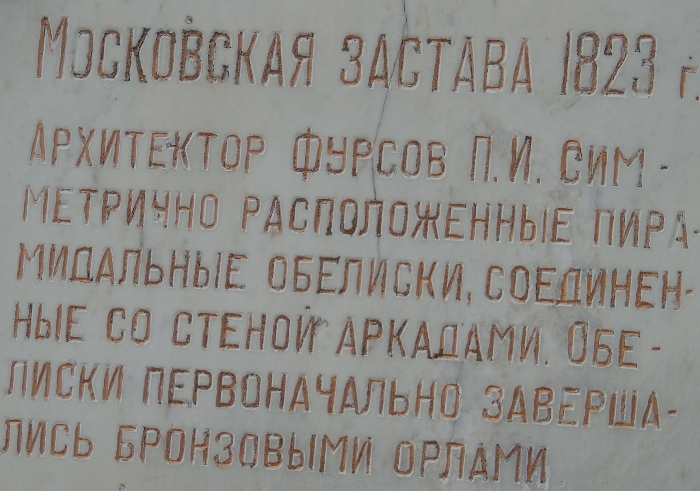 МОСКОВСКАЯ ЗАСТАВА 1823 г.
АРХИТЕКТОР ФУРСОВ П.И. СИМ-
МЕТРИЧНО РАСПОЛОЖЕННЫЕ ПИРА-
МИДАЛЬНЫЕ ОБЕЛИСКИ, СОЕДИНЕН-
НЫЕ СО СТЕНОЙ АРКАДАМИ. ОБЕ-
ЛИСКИ ПЕРВОНАЧАЛЬНО ЗАВЕРША-
ЛИСЬ БРОНЗОВЫМИ ОРЛАМИ